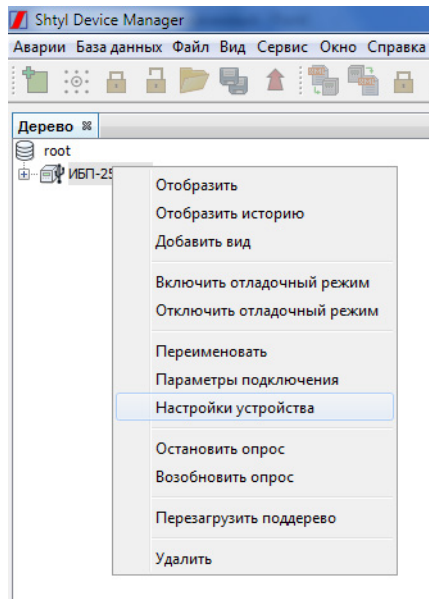 Shtyl Device Manager
Аварии База данных Файл Вид Сервис Окно Справка
Дерево
root
ИБП-25
Отобразить
Отобразить историю
Добавить вид
Включить отладочный режим
Отключить отладочный режим
Переименовать
Параметры подключения
Настройки устройства
Остановить опрос
Возобновить опрос
Перезагрузить поддерево
Удалить